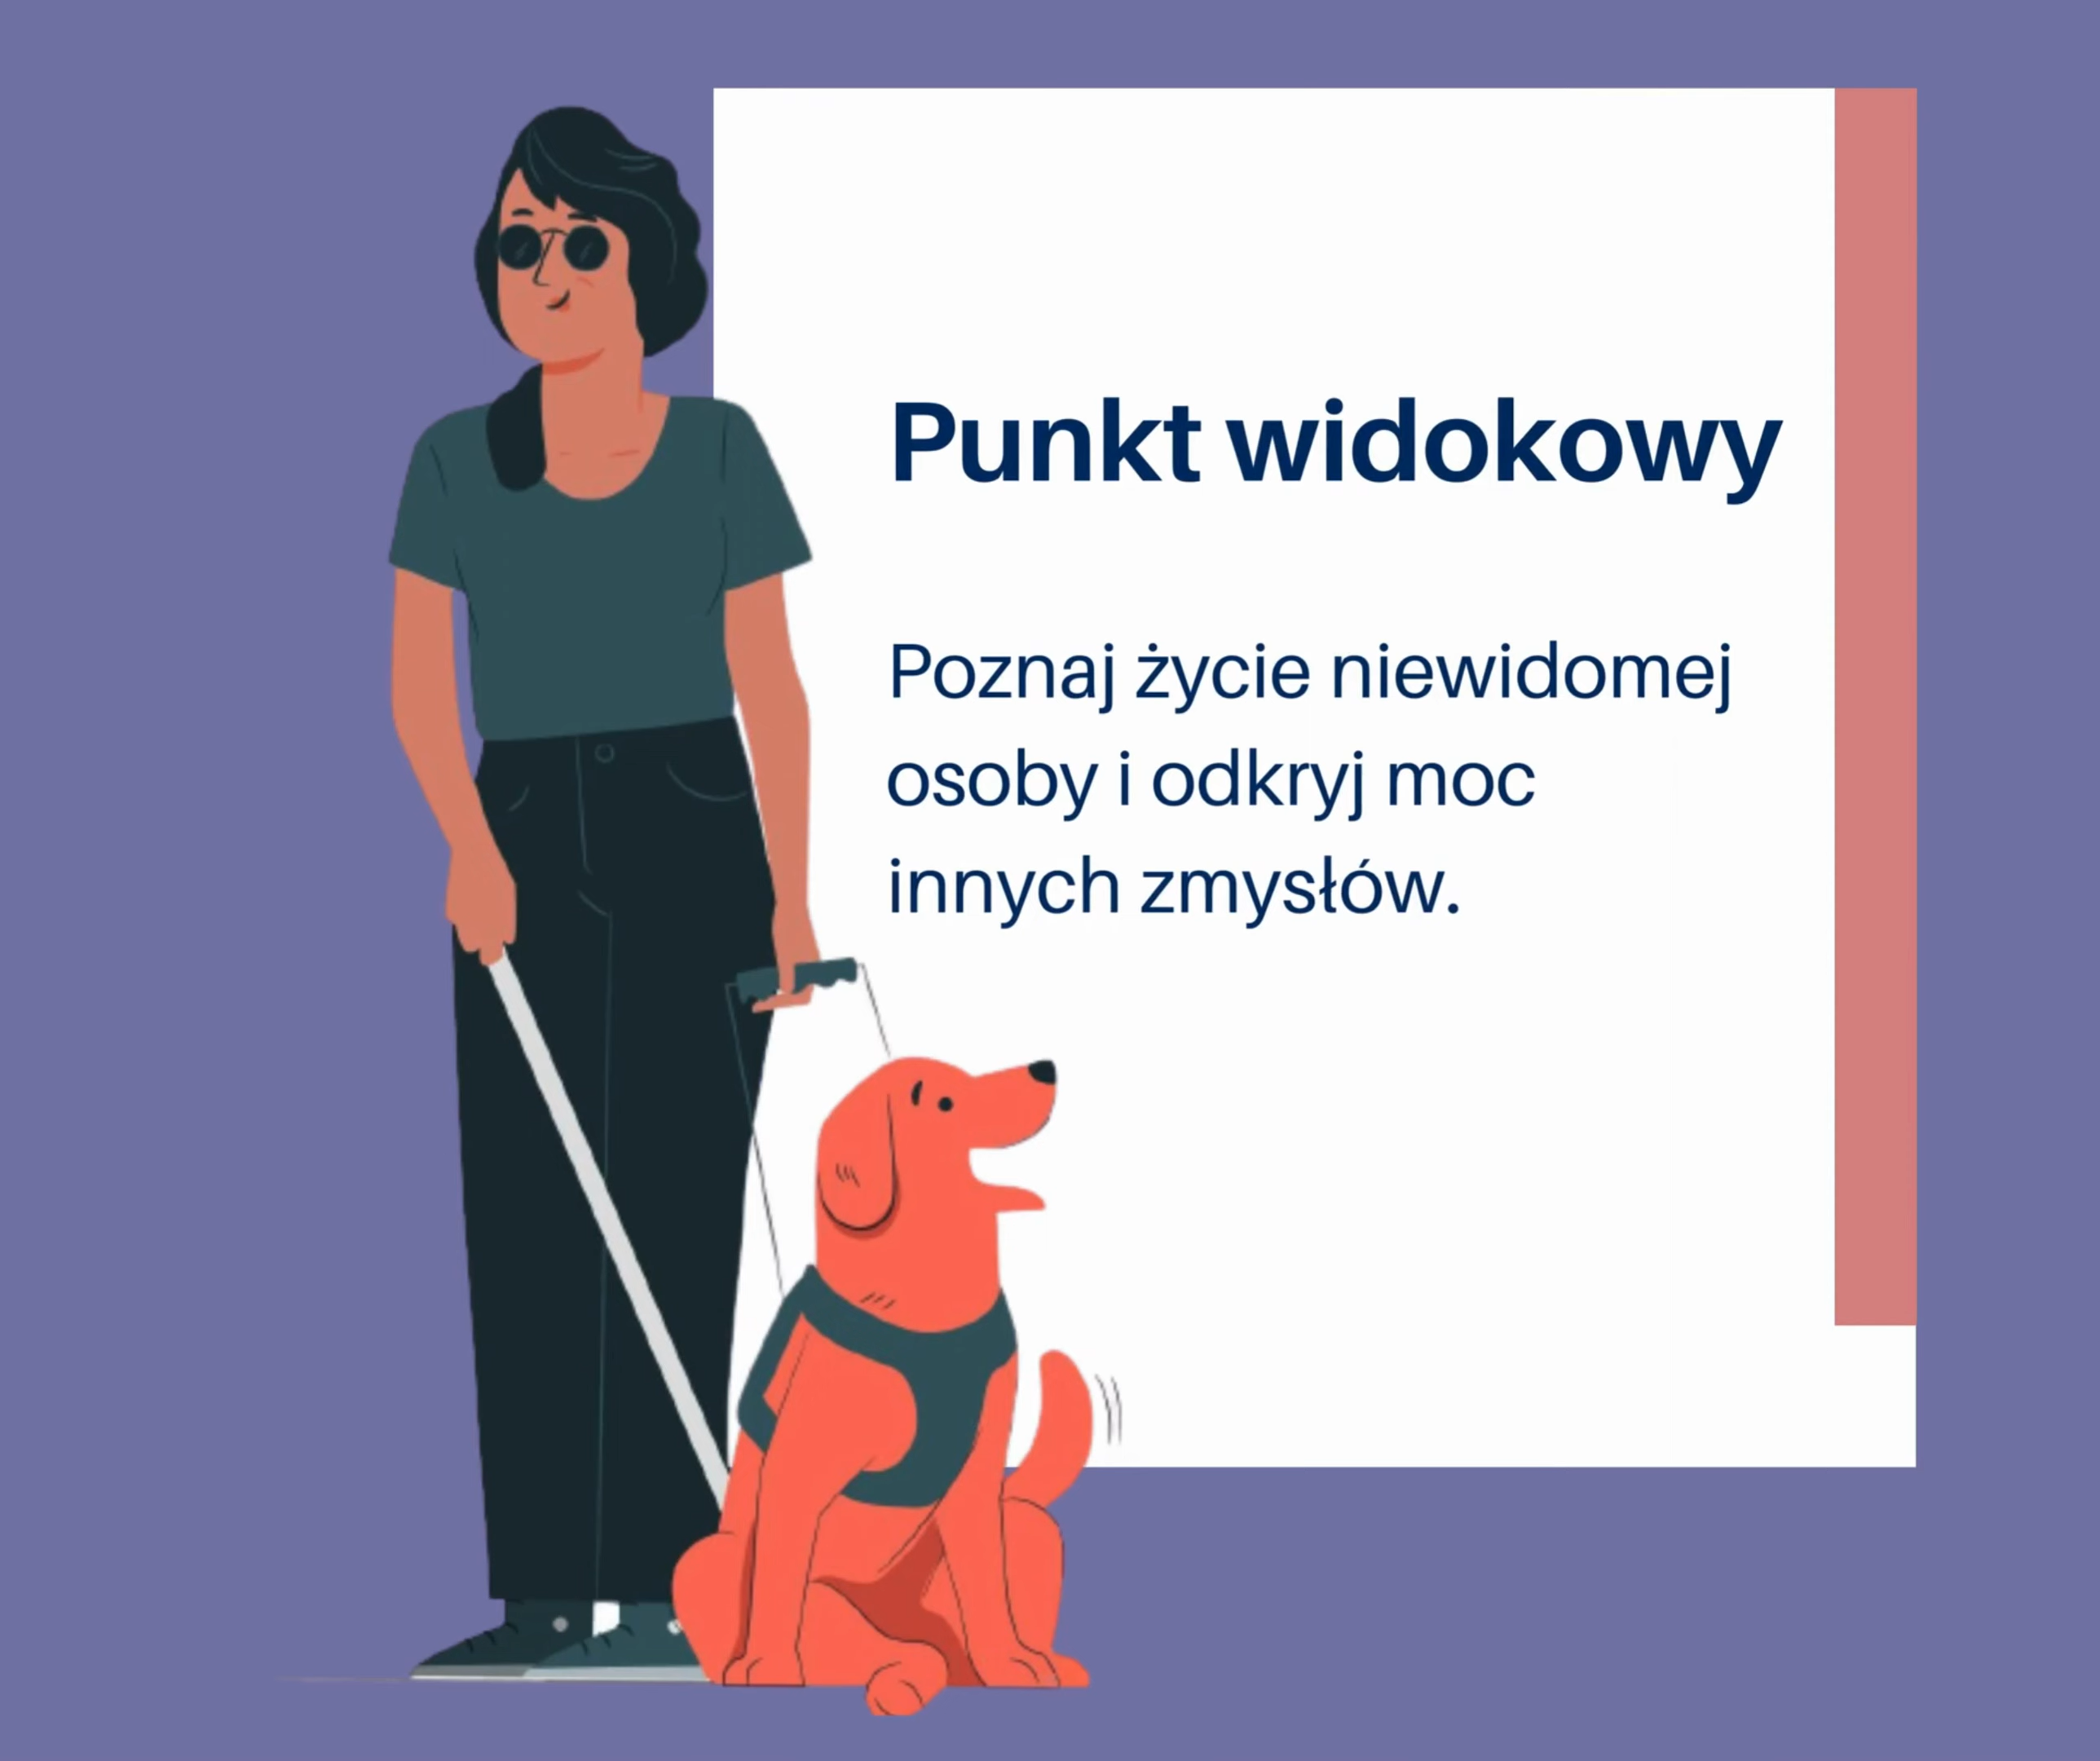 Punkt widokowy
Poznaj życie niewidomej
osoby i odkryj moc
innych zmysłów.